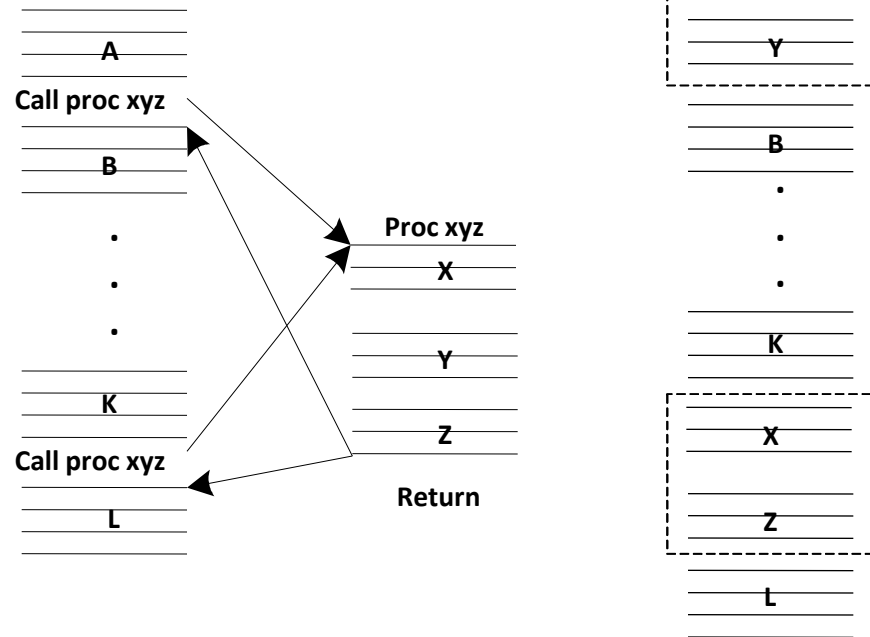 A
Call proc xyz
B
.
.
.
K
Call proc xyz
L
Proc xyz
X
Y
Z
Return
Y
B
.
.
.
K
X
Z
L